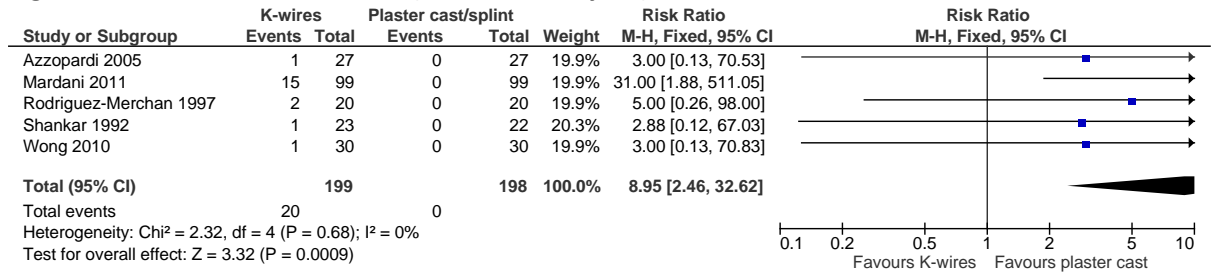 K-wires Plaster cast/splint Risk Ratio Risk Ratio
Study or Subgroup Events Total Events Total Weight M-H, Fixed, 95% CI M-H, Fixed, 95% CI
Azzopardi 2005 1 27 0 27 19.9% 3.00 [0.13, 70.53]
Mardani 2011 15 99 0 99 19.9% 31.00 [1.88, 511.05]
Rodriguez-Merchan 1997 2 20 0 20 19.9% 5.00 [0.26, 98.00]
Shankar 1992 1 23 0 22 20.3% 2.88 [0.12, 67.03]
Wong 2010 1 30 0 30 19.9% 3.00 [0.13, 70.83]
Total (95% CI) 199 198 100.0% 8.95 [2.46, 32.62]
Total events 20 0
Heterogeneity: Chi² = 2.32, df = 4 (P = 0.68); I² = 0%
Test for overall effect: Z = 3.32 (P = 0.0009)
0.1 0.2 0.5 1 2 5 10
Favours K-wires Favours plaster cast